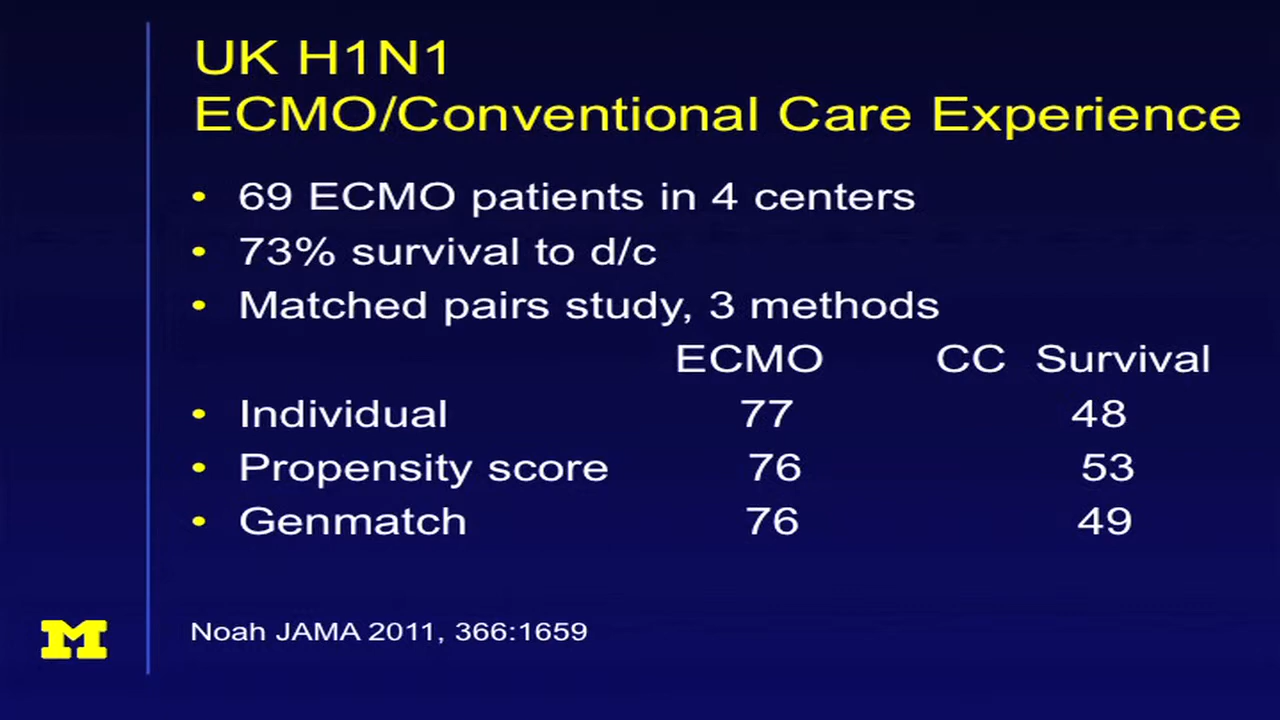 UK H1N1
ECMO/Conventional Care Experience
• 69 ECMO patients in 4 centers
• 73% survival to d/c
• Matched pairs study, 3 methods
ECMO CC Survival
• Individual 77 48
• Propensity score 76 53
• Genmatch 76 49
M
Noah JAMA 2011, 366:1659